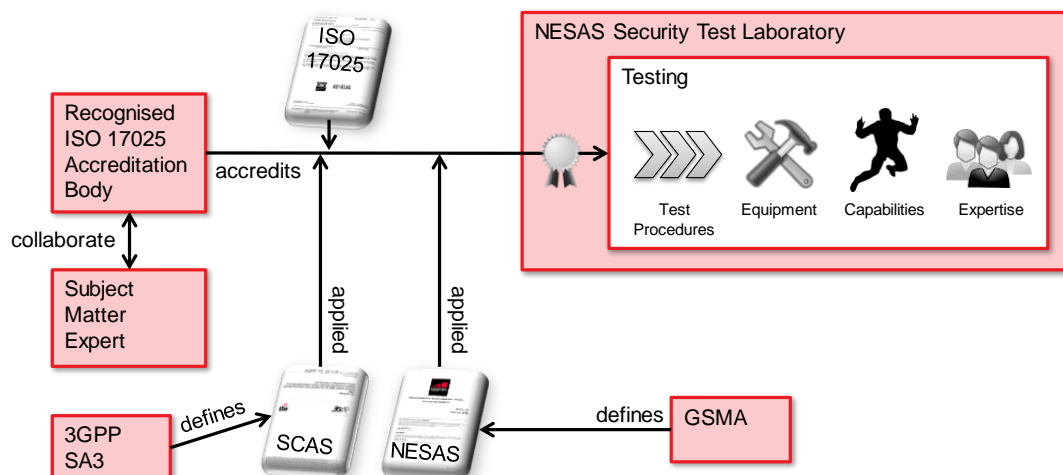 ISO
17025
NESAS Security Test Laboratory
Testing
Recognised
ISO 17025
Accreditation
Body
accredits
Test
Procedures
Equipment
Capabilities
Expertise
collaborate
Subject
Matter
Expert
applied
applied
3GPP
SA3
defines
SCAS
NESAS
defines
GSMA